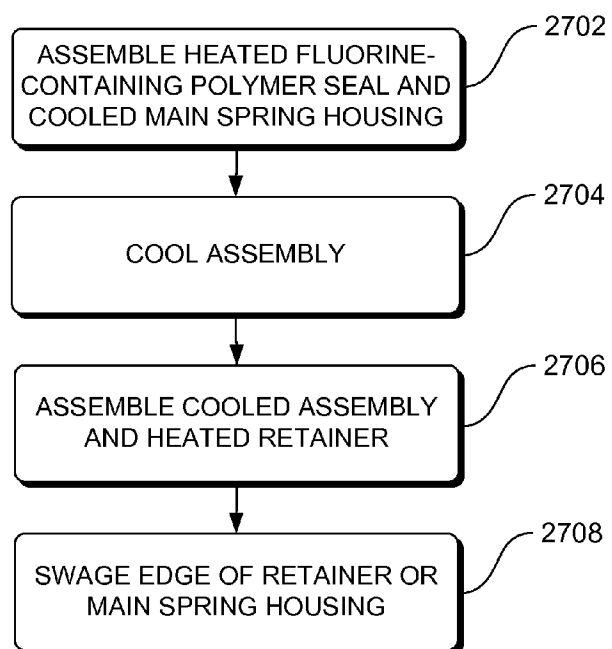 ASSEMBLE HEATED FLUORINE-
CONTAINING POLYMER SEAL AND
COOLED MAIN SPRING HOUSING
2702
COOL ASSEMBLY
2704
ASSEMBLE COOLED ASSEMBLY
AND HEATED RETAINER
2706
SWAGE EDGE OF RETAINER OR
MAIN SPRING HOUSING
2708